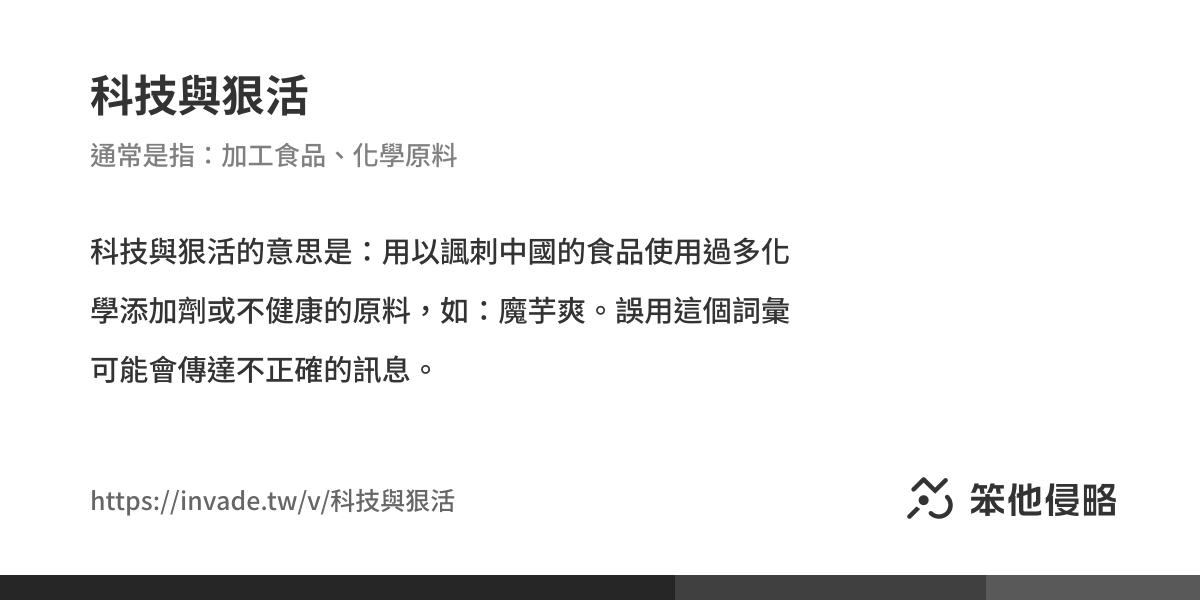 科技與狠活
通常是指：加工食品、化學原料
科技與狠活的意思是：用以諷刺中國的食品使用過多化
學添加劑或不健康的原料，如：魔芋爽。誤用這個詞彙
可能會傳達不正確的訊息。
https://invade.tw/v/科技與狠活
笨他侵略